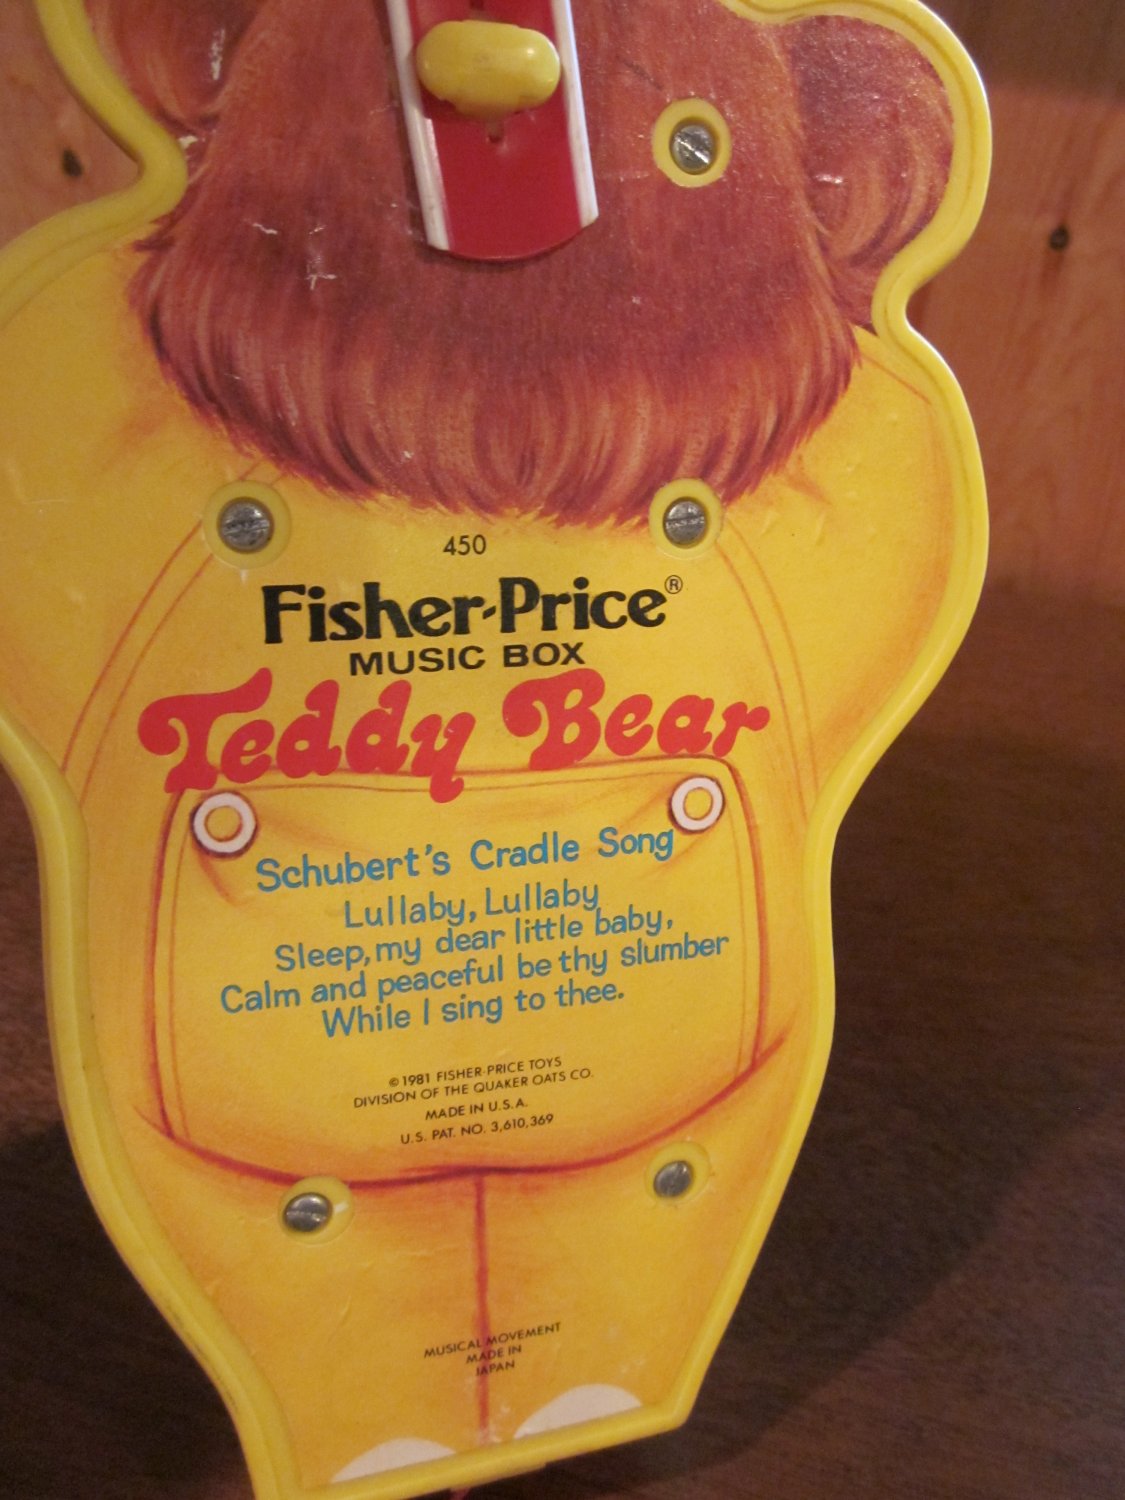 450
Fisher-Price®
MUSIC BOX
Teddy Bear
Schubert's Cradle Song
Lullaby, Lullaby
Sleep, my dear little baby,
Calm and peaceful be thy slumber
While I sing to thee.
©1981 FISHER-PRICE TOYS
DIVISION OF THE QUAKER OATS CO.
MADE IN U.S.A.
U.S. PAT. NO. 3,610,369
MUSICAL MOVEMENT
MADE IN
JAPAN